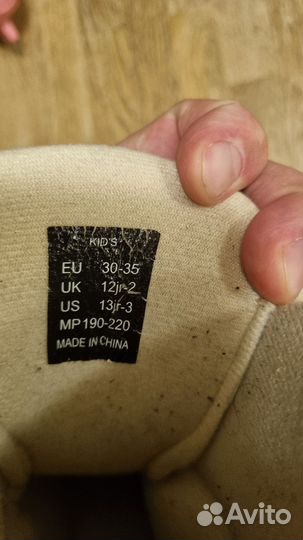 KID'S
EU 30-35
UK 12jr-2
US 13jr-3
MP 190-220
MADE IN CHINA
Avito